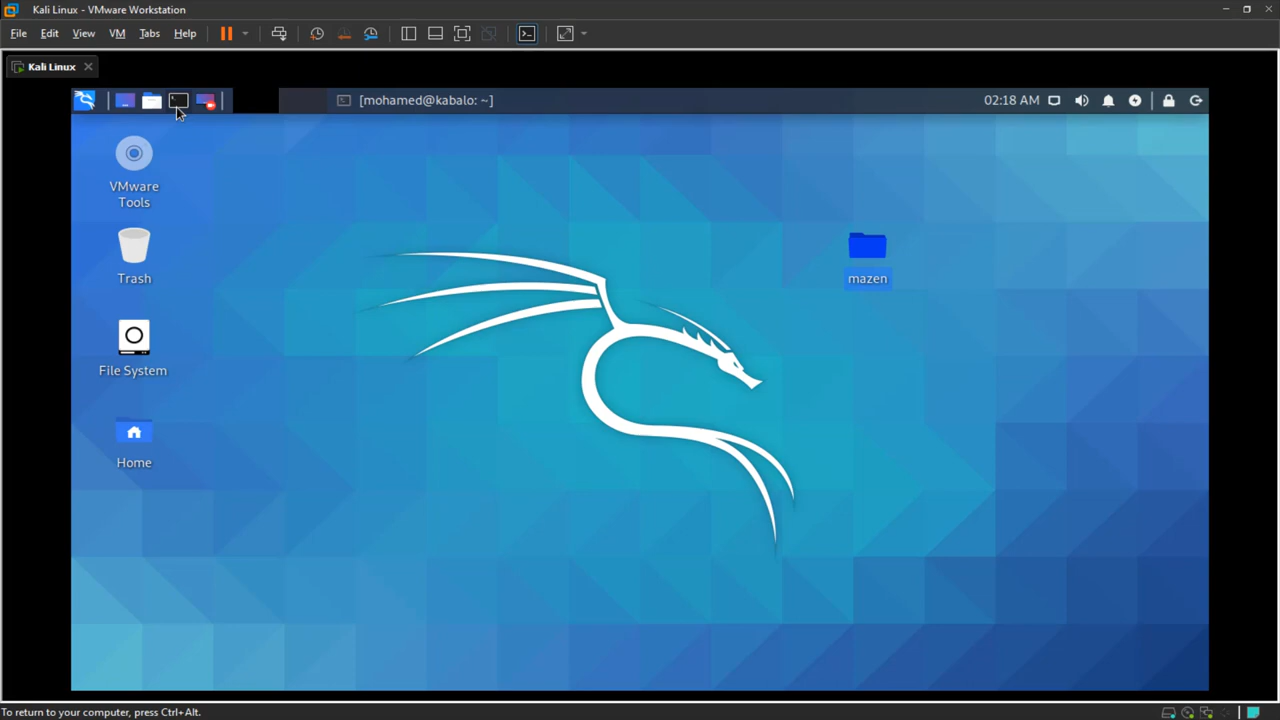 Kali Linux - VMware Workstation
File Edit View VM Tabs Help
Kali Linux
[mohamed@kabalo: ~]
02:18 AM
VMware
Tools
Trash
mazen
File System
Home
To return to your computer, press Ctrl+Alt.